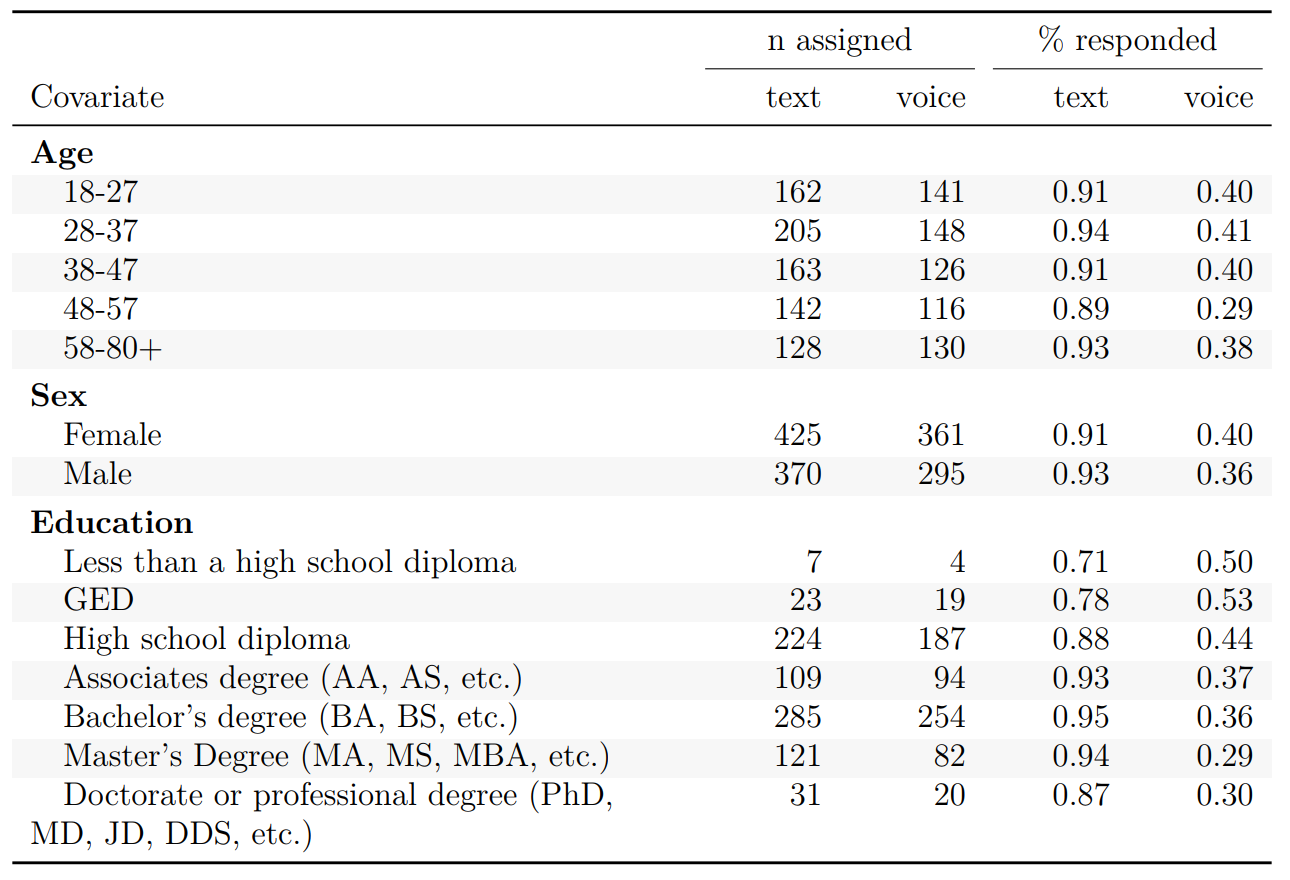 n assigned % responded
Covariate text voice text voice
Age
18-27 162 141 0.91 0.40
28-37 205 148 0.94 0.41
38-47 163 126 0.91 0.40
48-57 142 116 0.89 0.29
58-80+ 128 130 0.93 0.38
Sex
Female 425 361 0.91 0.40
Male 370 295 0.93 0.36
Education
Less than a high school diploma 7 4 0.71 0.50
GED 23 19 0.78 0.53
High school diploma 224 187 0.88 0.44
Associates degree (AA, AS, etc.) 109 94 0.93 0.37
Bachelor's degree (BA, BS, etc.) 285 254 0.95 0.36
Master's Degree (MA, MS, MBA, etc.) 121 82 0.94 0.29
Doctorate or professional degree (PhD, 31 20 0.87 0.30
MD, JD, DDS, etc.)